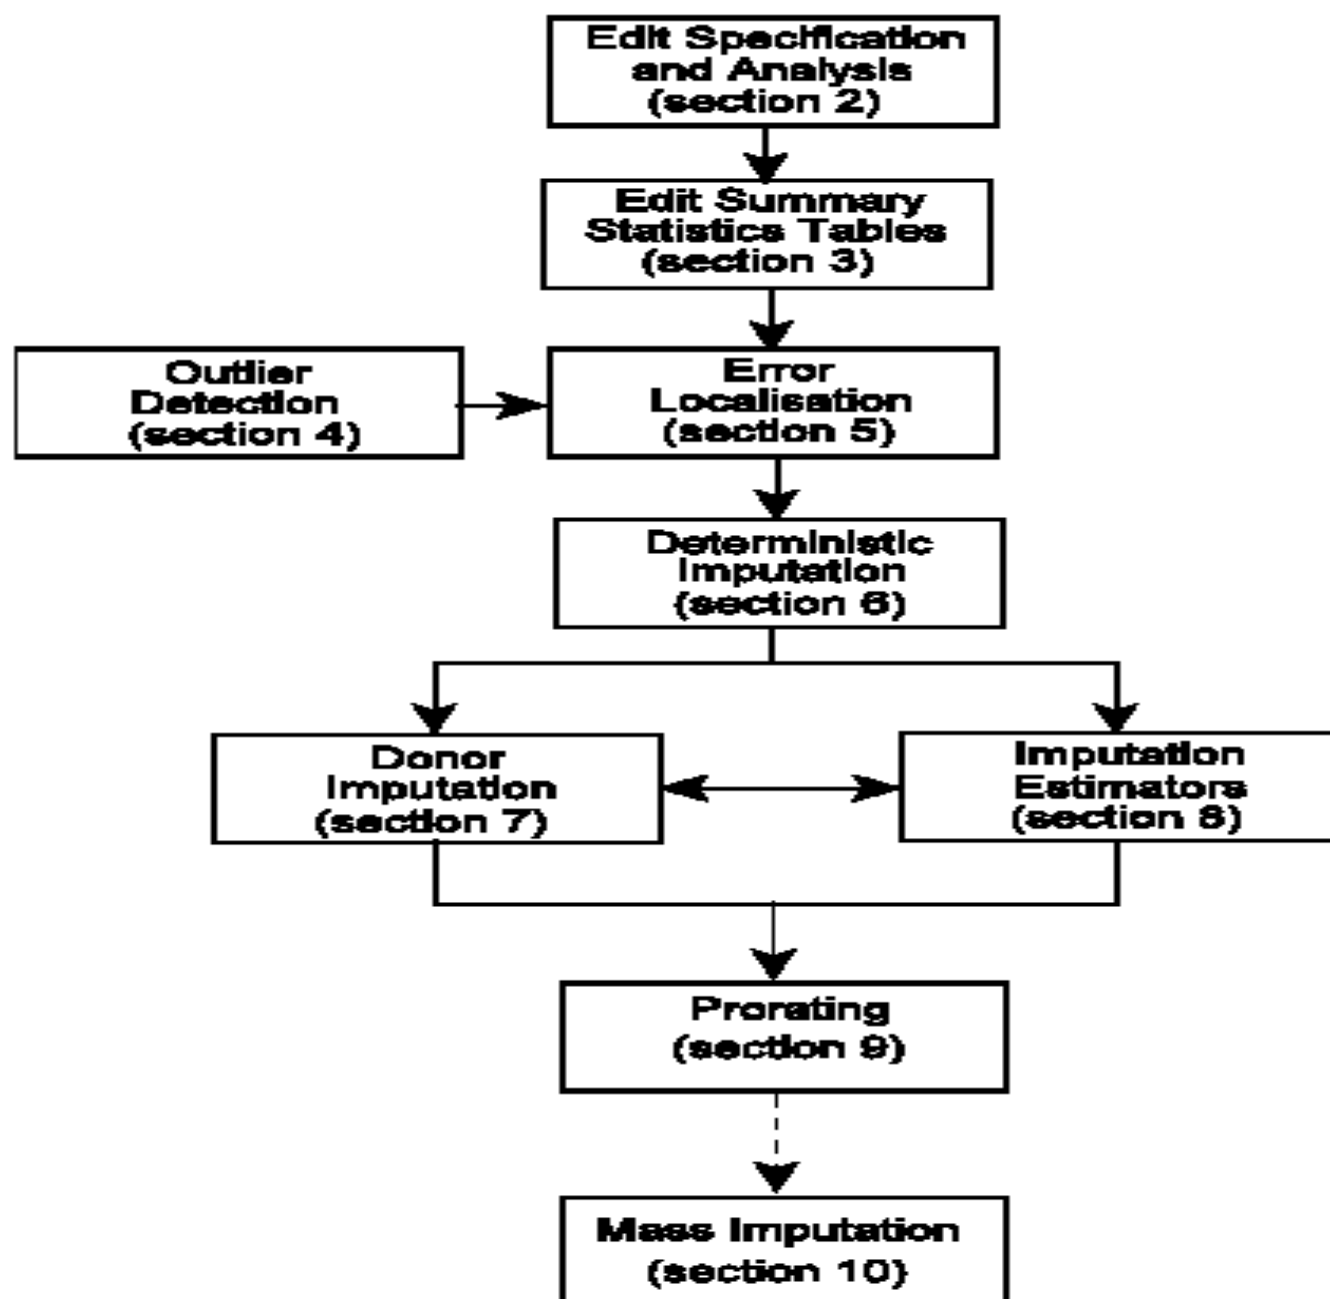 Edit Specification
and Analysis
(section 2)
Edit Summary
Statistics Tables
(section 3)
Outlier
Detection
(section 4)
Error
Localisation
(section 5)
Deterministic
Imputation
(section 6)
Donor
Imputation
(section 7)
Imputation
Estimators
(section 8)
Prorating
(section 9)
Mass Imputation
(section 10)